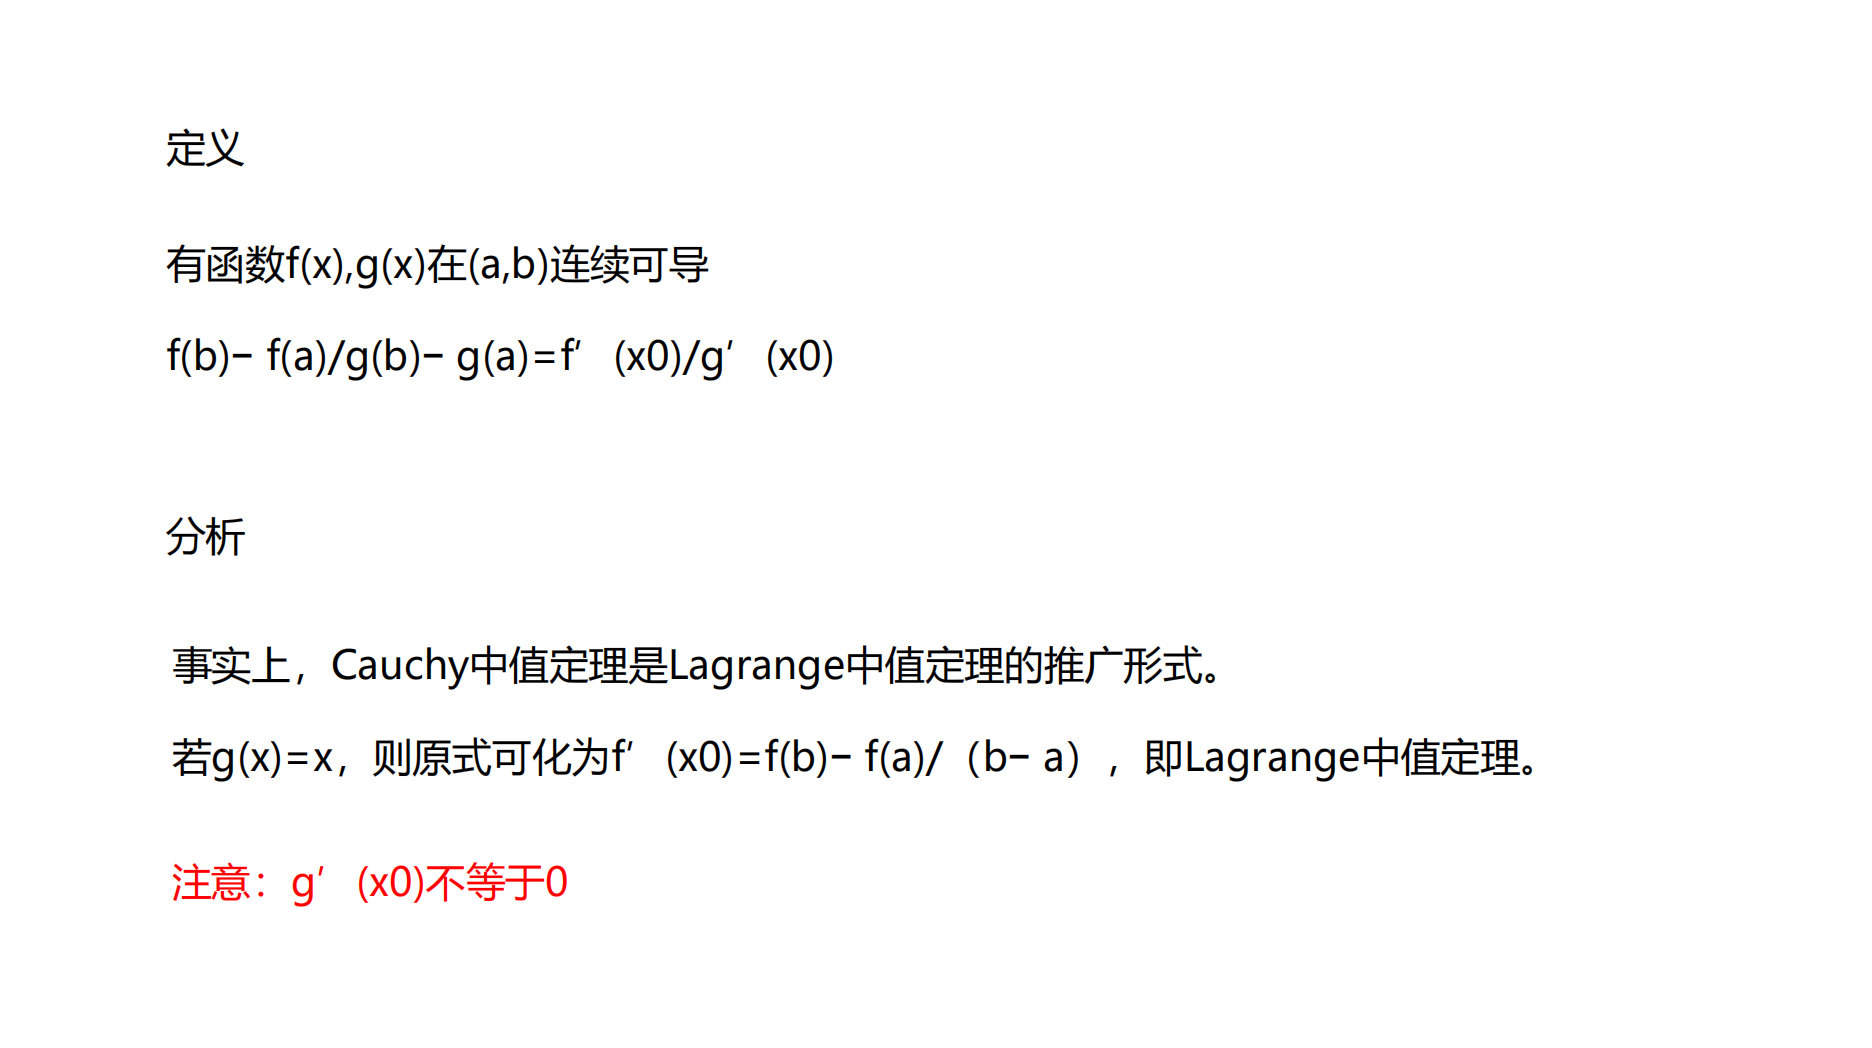 定义
有函数f(x),g(x)在(a,b)连续可导
f(b)− f(a)/g(b)− g(a)=f′ (x0)/g′ (x0)
分析
事实上，Cauchy中值定理是Lagrange中值定理的推广形式。
若g(x)=x，则原式可化为f′ (x0)=f(b)− f(a)/（b− a），即Lagrange中值定理。
注意：g′ (x0)不等于0